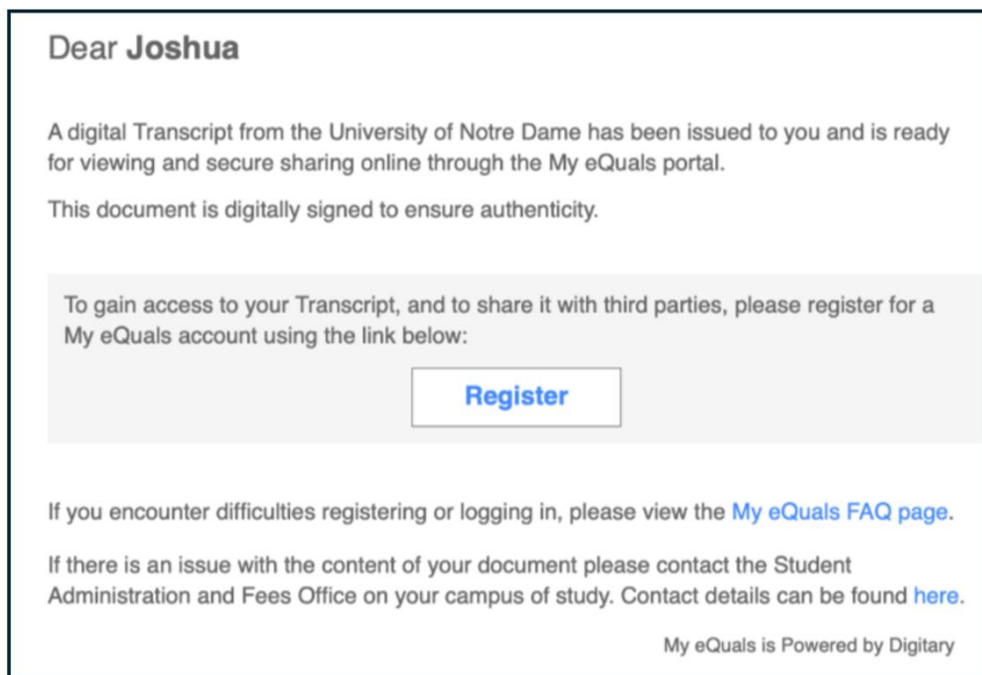 Dear Joshua
A digital Transcript from the University of Notre Dame has been issued to you and is ready
for viewing and secure sharing online through the My eQuals portal.
This document is digitally signed to ensure authenticity.
To gain access to your Transcript, and to share it with third parties, please register for a
My eQuals account using the link below:
Register
If you encounter difficulties registering or logging in, please view the My eQuals FAQ page.
If there is an issue with the content of your document please contact the Student
Administration and Fees Office on your campus of study. Contact details can be found here.
My eQuals is Powered by Digitary